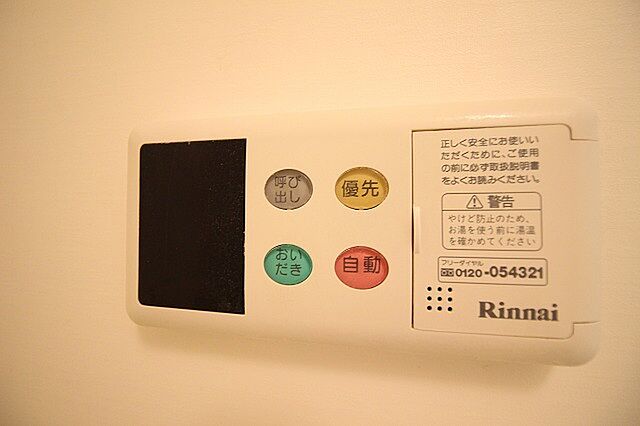 呼び
出し
優先
おい
だき
自動
正しく安全にお使いい
ただくために、ご使用
の前に必ず取扱説明書
をよくお読みください。
警告
やけど防止のため、
お湯を使う前に湯温
を確かめてください
フリーダイヤル
0120-054321
Rinnai